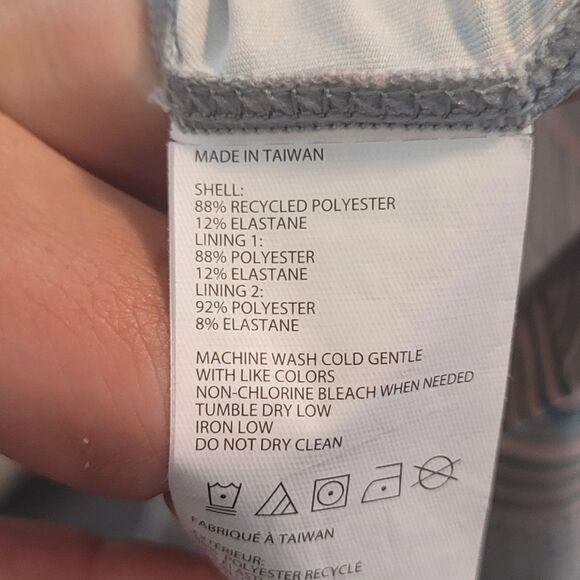 MADE IN TAIWAN
SHELL:
88% RECYCLED POLYESTER
12% ELASTANE
LINING 1:
88% POLYESTER
12% ELASTANE
LINING 2:
92% POLYESTER
8% ELASTANE
MACHINE WASH COLD GENTLE
WITH LIKE COLORS
NON-CHLORINE BLEACH WHEN NEEDED
TUMBLE DRY LOW
IRON LOW
DO NOT DRY CLEAN
FABRIQUÉ À TAIWAN
EXTÉRIEUR:
POLYESTER RECYCLÉ